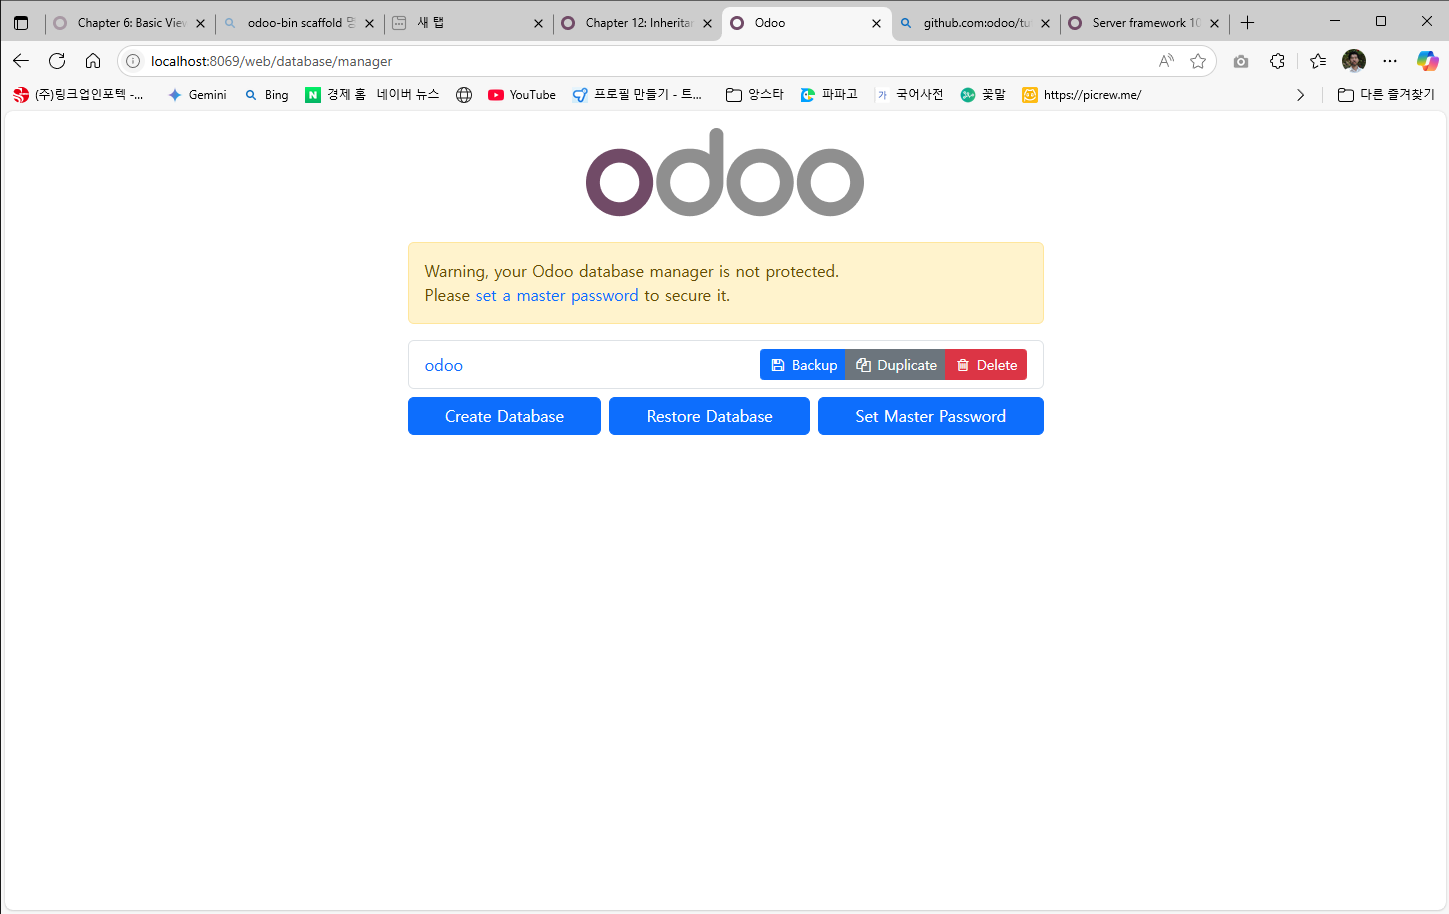 Chapter 6: Basic View
odoo-bin scaffold 명
새 탭
Chapter 12: Inheritan
Odoo
github.com:odoo/tu
Server framework 10
localhost:8069/web/database/manager
(주)링크업인포텍 -...
Gemini
Bing
경제 홈
네이버 뉴스
YouTube
프로필 만들기 - 트...
앙스타
파파고
국어사전
꽃말
https://picrew.me/
다른 즐겨찾기
odoo
Warning, your Odoo database manager is not protected.
Please set a master password to secure it.
odoo
Backup
Duplicate
Delete
Create Database
Restore Database
Set Master Password